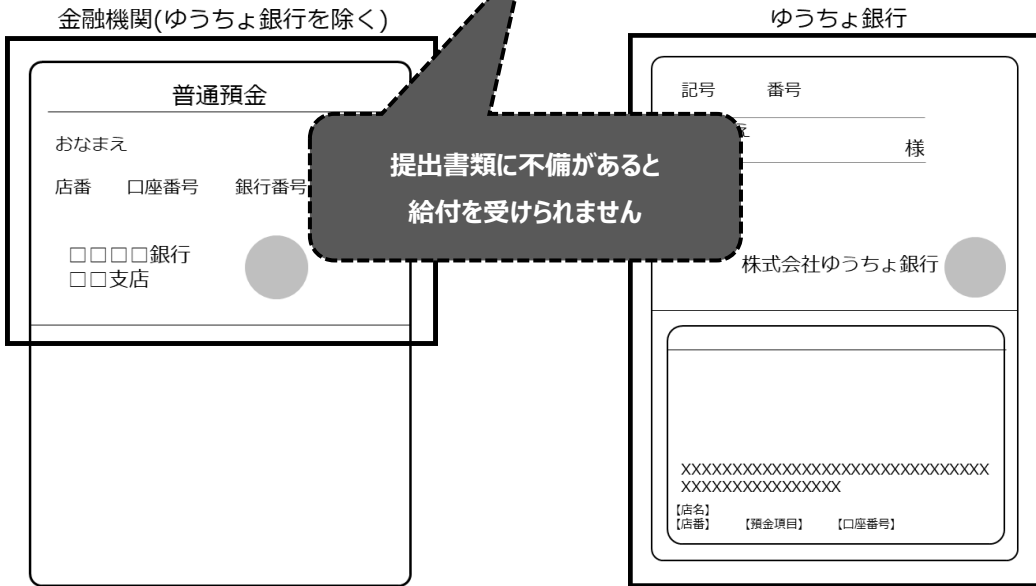 金融機関(ゆうちょ銀行を除く)
普通預金
おなまえ
店番 口座番号 銀行番号
□□□□銀行
□□支店
提出書類に不備があると
給付を受けられません
ゆうちょ銀行
記号 番号
様
株式会社ゆうちょ銀行
XXXXXXXXXXXXXXXXXXXXXXXXXXXXXXX
XXXXXXXXXXXXXXXX
【店名】
【店番】 【預金項目】 【口座番号】